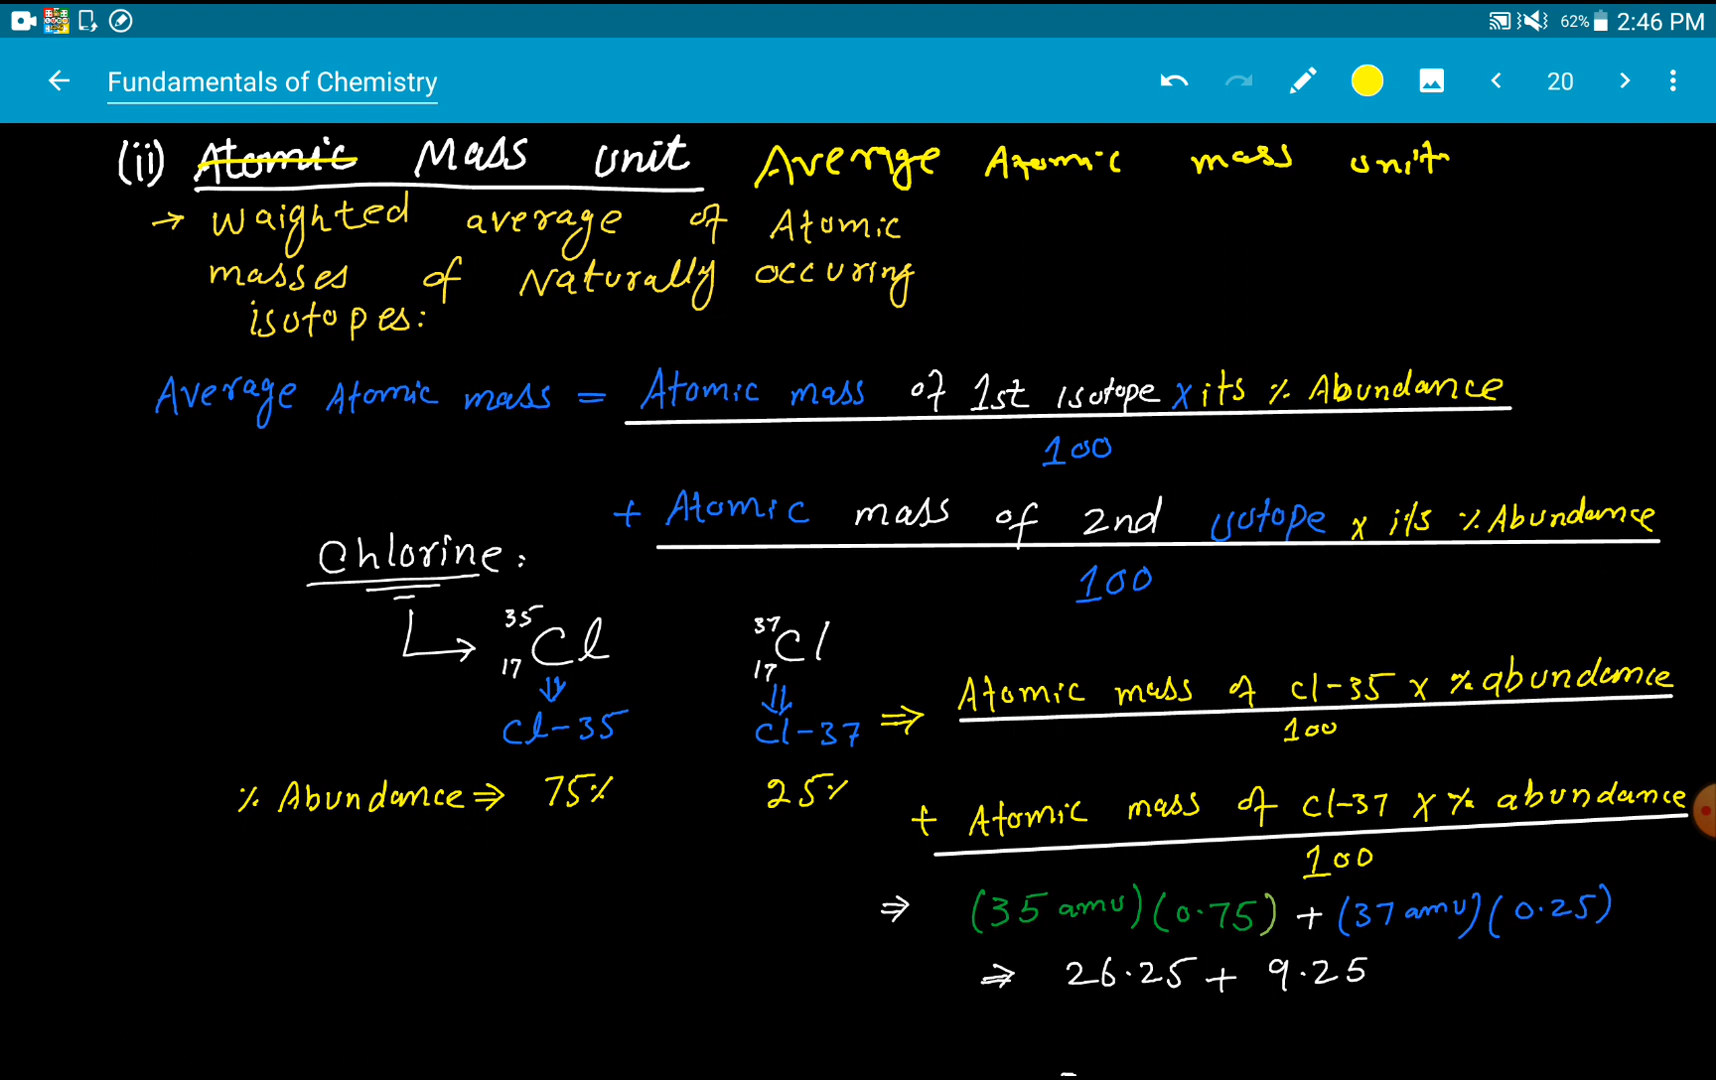 62% 2:46 PM
Fundamentals of Chemistry 20
(ii) Atomic Mass Unit Average Atomic mass unit
→ Waighted average of Atomic
masses of Naturally occuring
isotopes:
Average Atomic mass = Atomic mass of 1st isotope x its % Abundance
100
+ Atomic mass of 2nd isotope x its % Abundance
100
Chlorine:
35 17 Cl 37 17 Cl
⇒ Atomic mass of Cl-35 x % abundance
100
Cl-35 Cl-37
% Abundance ⇒ 75% 25%
+ Atomic mass of Cl-37 x % abundance
100
⇒ (35 amu)(0.75) + (37 amu)(0.25)
⇒ 26.25 + 9.25